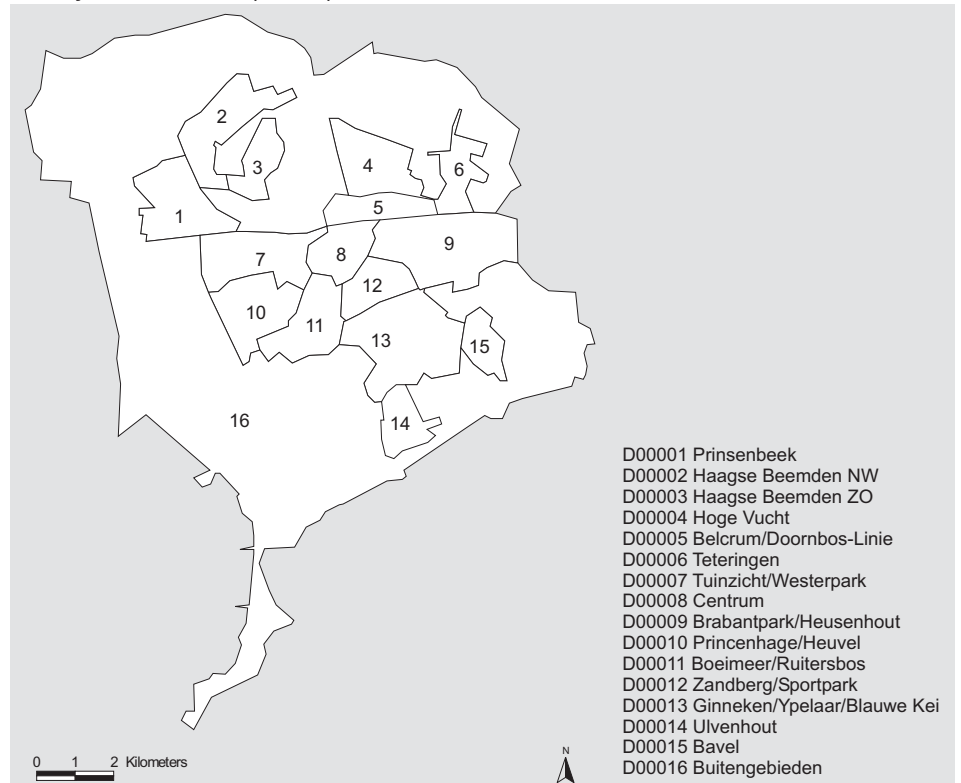 2
3
4
6
1
5
7
8
9
12
10
11
13
15
14
16
D00001 Prinsenbeek
D00002 Haagse Beemden NW
D00003 Haagse Beemden ZO
D00004 Hoge Vucht
D00005 Belcrum/Doornbos-Linie
D00006 Teteringen
D00007 Tuinzicht/Westerpark
D00008 Centrum
D00009 Brabantpark/Heusenhout
D00010 Princenhage/Heuvel
D00011 Boeimeer/Ruitersbos
D00012 Zandberg/Sportpark
D00013 Ginneken/Ypelaar/Blauwe Kei
D00014 Ulvenhout
D00015 Bavel
D00016 Buitengebieden
0 1 2 Kilometers
N